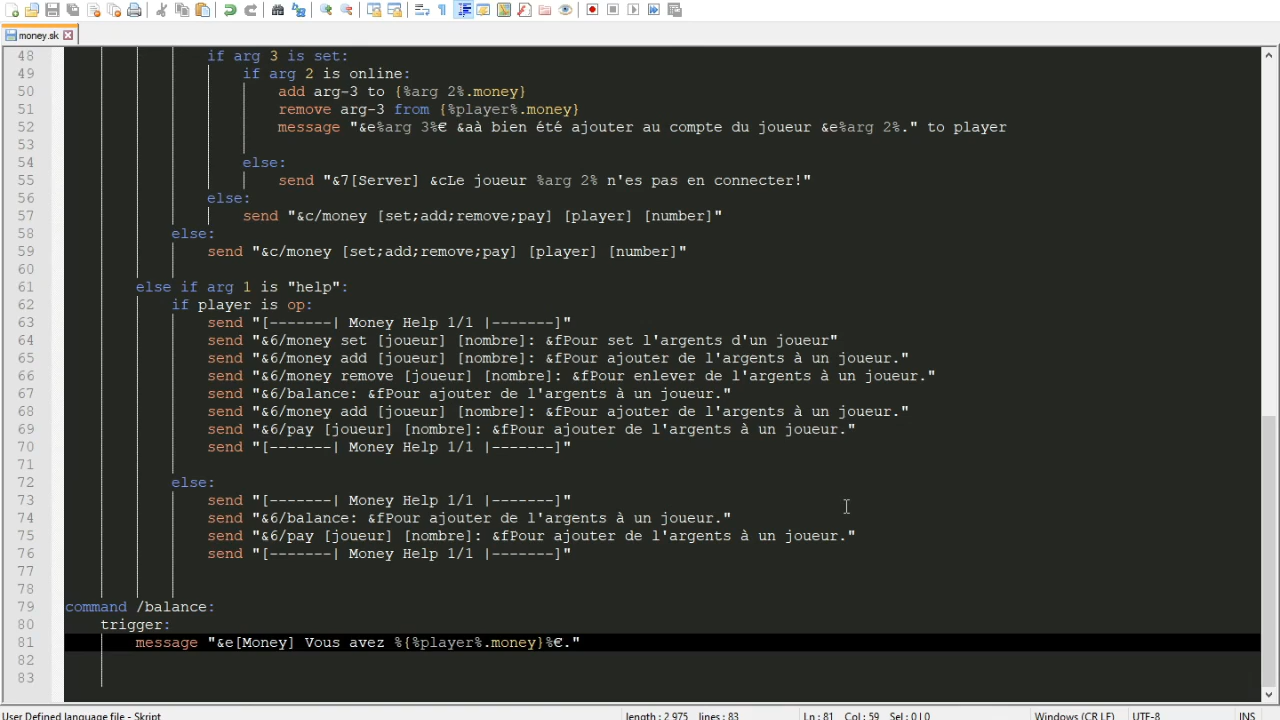 money.sk
48 if arg 3 is set:
49 if arg 2 is online:
50 add arg-3 to {%arg 2%.money}
51 remove arg-3 from {%player%.money}
52 message "&e%arg 3%€ &aà bien été ajouter au compte du joueur &e%arg 2%." to player
53
54 else:
55 send "&7[Server] &cLe joueur %arg 2% n'es pas en connecter!"
56 else:
57 send "&c/money [set;add;remove;pay] [player] [number]"
58 else:
59 send "&c/money [set;add;remove;pay] [player] [number]"
60
61 else if arg 1 is "help":
62 if player is op:
63 send "[-------| Money Help 1/1 |-------]"
64 send "&6/money set [joueur] [nombre]: &fPour set l'argents d'un joueur"
65 send "&6/money add [joueur] [nombre]: &fPour ajouter de l'argents à un joueur."
66 send "&6/money remove [joueur] [nombre]: &fPour enlever de l'argents à un joueur."
67 send "&6/balance: &fPour ajouter de l'argents à un joueur."
68 send "&6/money add [joueur] [nombre]: &fPour ajouter de l'argents à un joueur."
69 send "&6/pay [joueur] [nombre]: &fPour ajouter de l'argents à un joueur."
70 send "[-------| Money Help 1/1 |-------]"
71
72 else:
73 send "[-------| Money Help 1/1 |-------]"
74 send "&6/balance: &fPour ajouter de l'argents à un joueur."
75 send "&6/pay [joueur] [nombre]: &fPour ajouter de l'argents à un joueur."
76 send "[-------| Money Help 1/1 |-------]"
77
78
79 command /balance:
80 trigger:
81 message "&e[Money] Vous avez %{%player%.money}%€."
82
83
User Defined language file - Skript length : 2 975 lines : 83 Ln : 81 Col : 59 Sel : 0 | 0 Windows (CR LF) UTF-8 INS